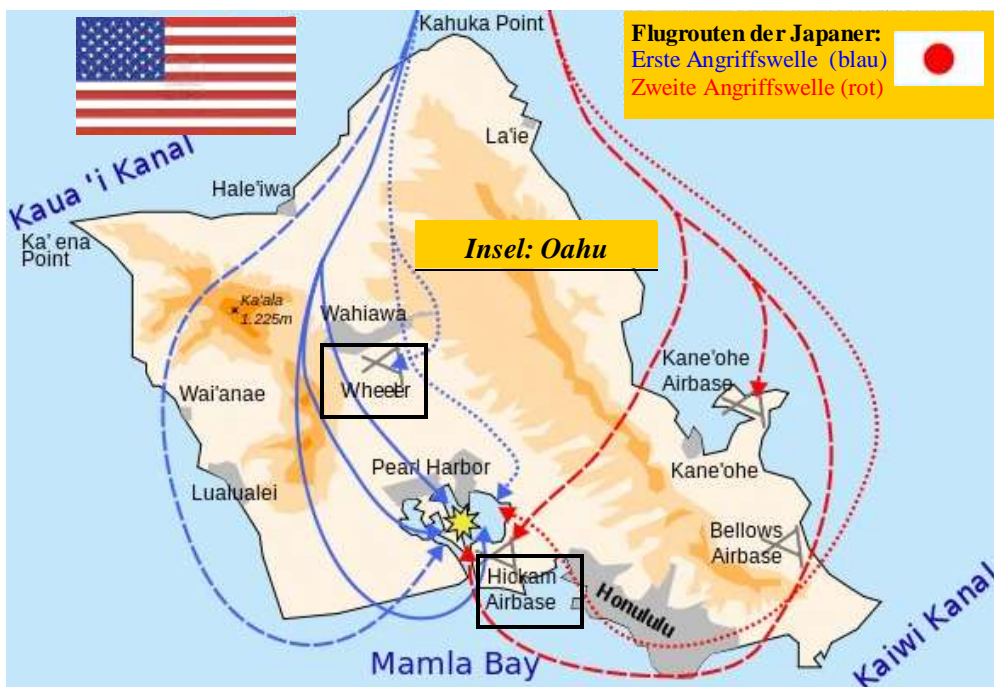 Kahuka Point
Flugrouten der Japaner:
Erste Angriffswelle (blau)
Zweite Angriffswelle (rot)
La'ie
Kaua 'i Kanal
Hale'iwa
Ka' ena
Point
Insel: Oahu
Ka'ala
1.225m
Wahiawa
Kane'ohe
Airbase
Wai'anae
Wheeler
Pearl Harbor
Kane'ohe
Lualualei
Bellows
Airbase
Hickam
Airbase
Honululu
Kaiwi Kanal
Mamla Bay